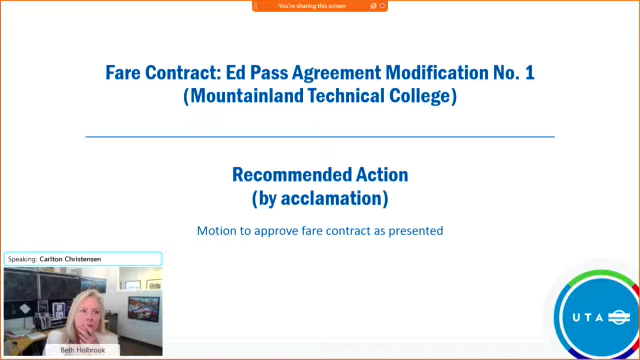 You're sharing this screen
Fare Contract: Ed Pass Agreement Modification No. 1
(Mountainland Technical College)
Recommended Action
(by acclamation)
Motion to approve fare contract as presented
Speaking: Carlton Christensen
Beth Holbrook
UTA